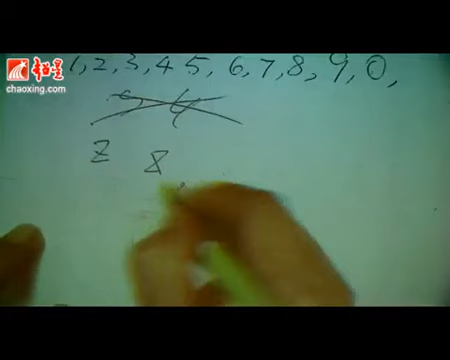 超星
chaoxing.com
1, 2, 3, 4 5, 6, 7, 8, 9, 0,
Z 8